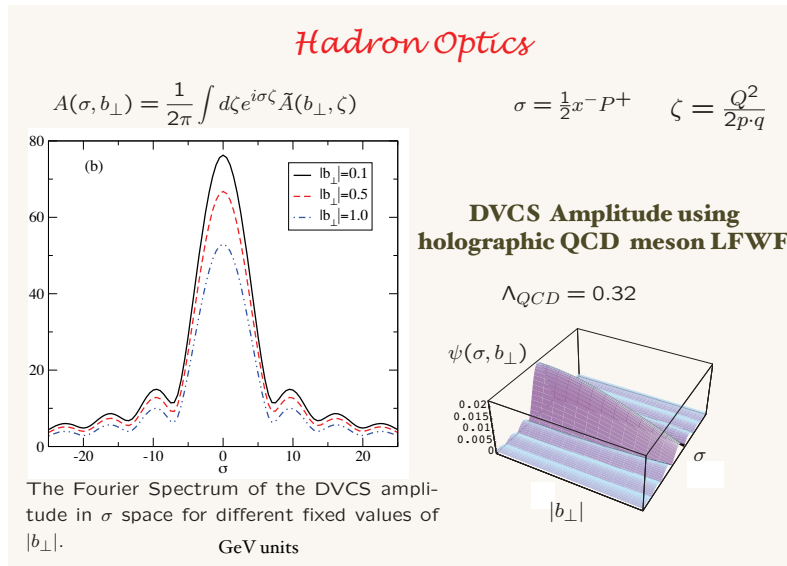 Hadron Optics
A(σ, b⊥) = 1/2π ∫ dζ e^{iσζ} Ã(b⊥, ζ)
σ = ½ x⁻ P⁺
ζ = Q²/2p·q
(b)
|b⊥|=0.1
|b⊥|=0.5
|b⊥|=1.0
80
60
40
20
0
-20 -10 0 10 20
σ
DVCS Amplitude using
holographic QCD meson LFWF
Λ_QCD = 0.32
ψ(σ, b⊥)
0.02
0.015
0.01
0.005
0
σ
|b⊥|
The Fourier Spectrum of the DVCS ampli-
tude in σ space for different fixed values of
|b⊥|.
GeV units